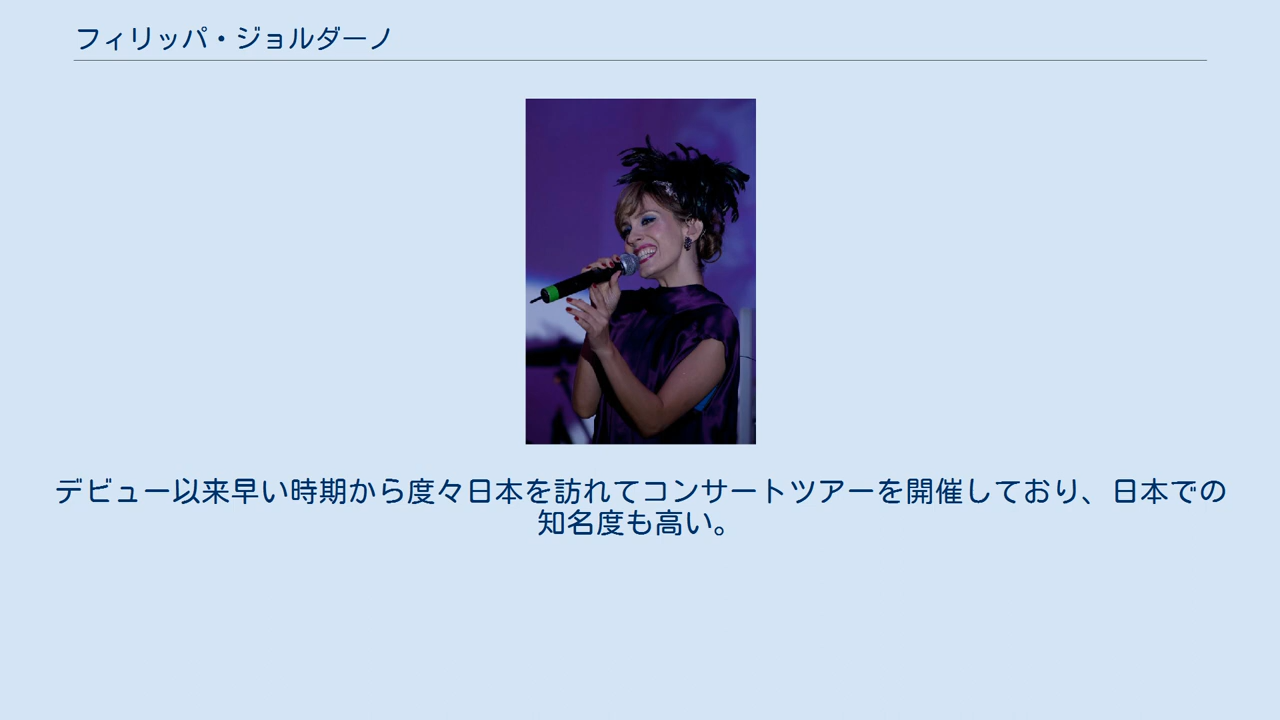 フィリッパ・ジョルダーノ
デビュー以来早い時期から度々日本を訪れてコンサートツアーを開催しており、日本での
知名度も高い。